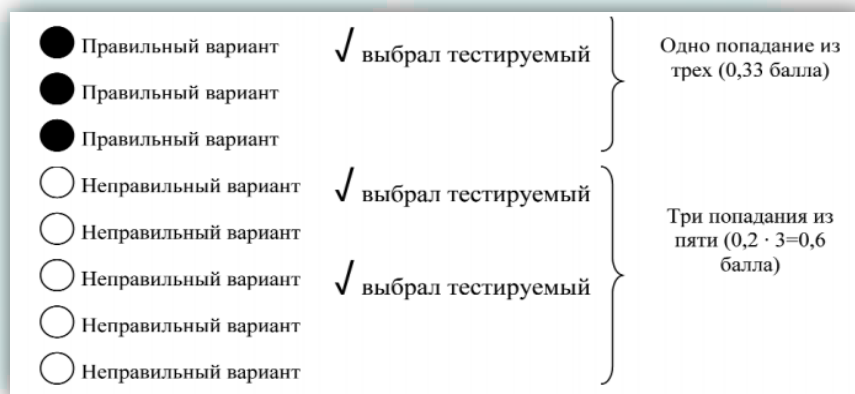 Правильный вариант √ выбрал тестируемый
Правильный вариант
Правильный вариант
Одно попадание из
трех (0,33 балла)
Неправильный вариант √ выбрал тестируемый
Неправильный вариант
Неправильный вариант √ выбрал тестируемый
Неправильный вариант
Неправильный вариант
Три попадания из
пяти (0,2 · 3=0,6
балла)